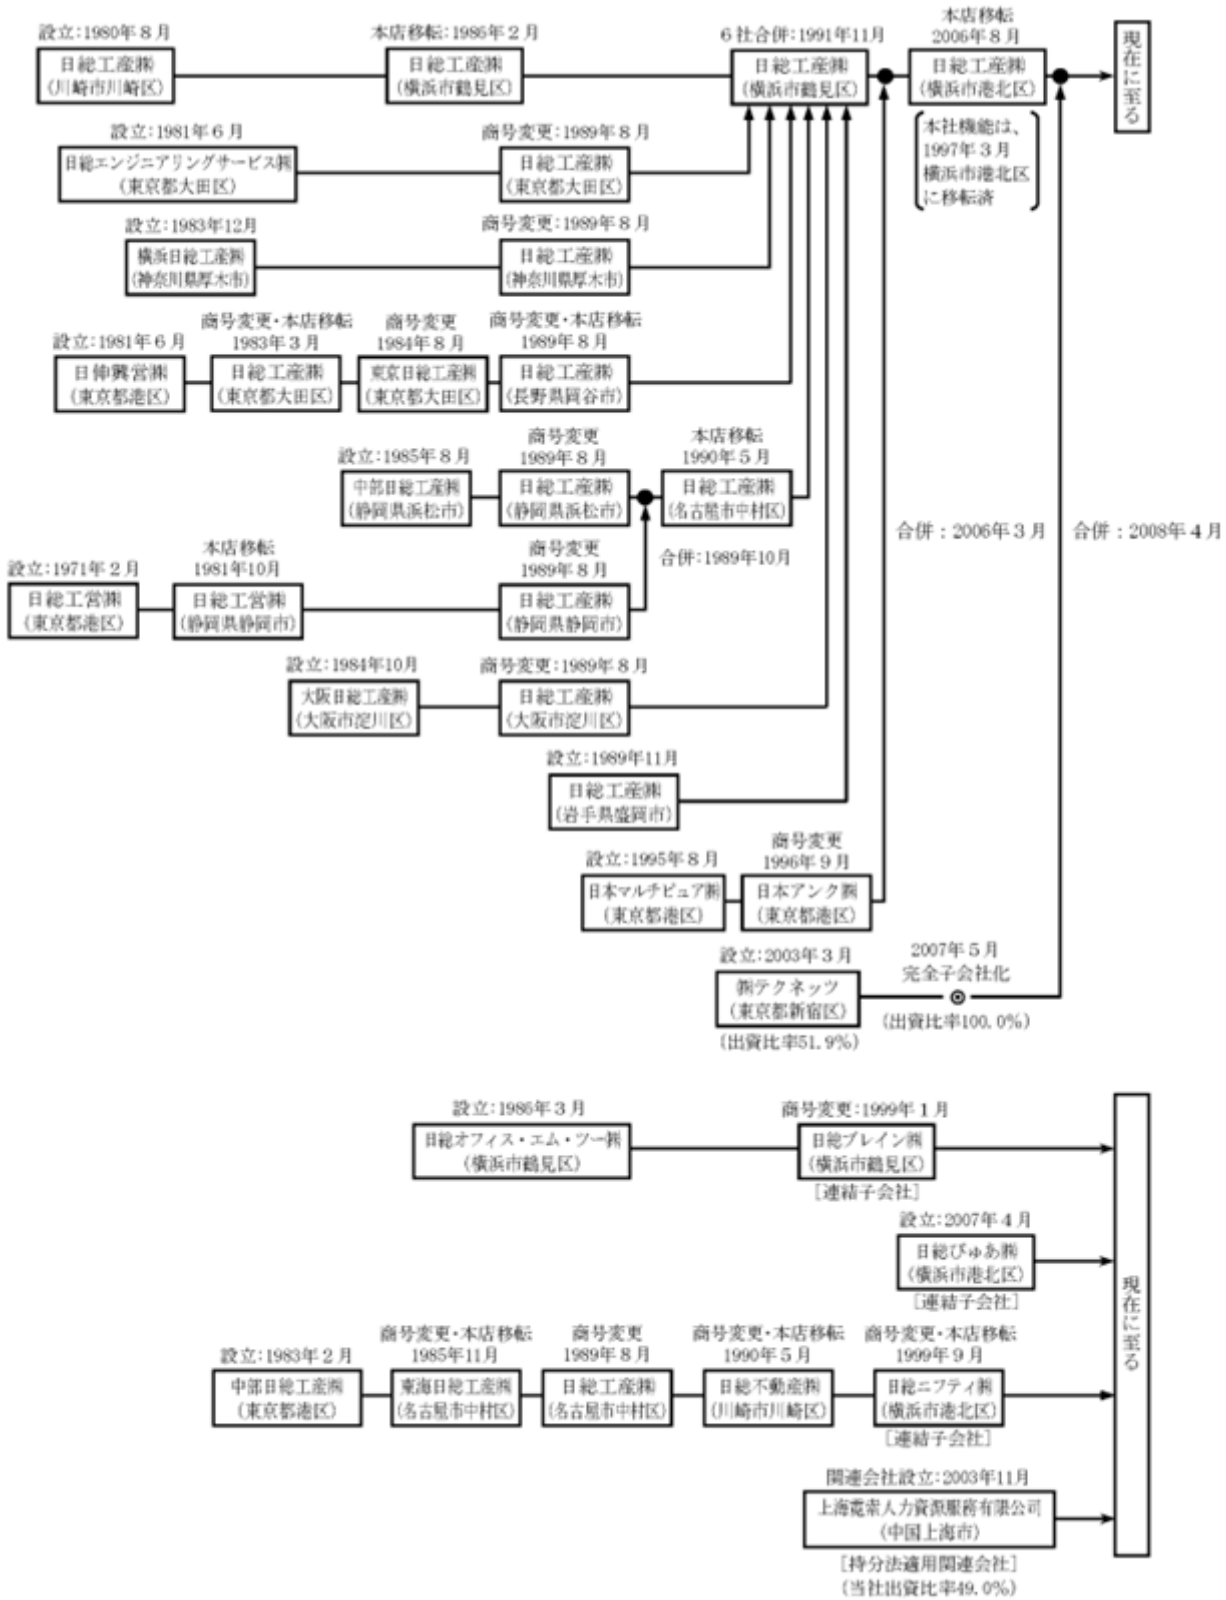 設立:1980年8月
日総工産㈱
(川崎市川崎区)
本店移転:1986年2月
日総工産㈱
(横浜市鶴見区)
6社合併:1991年11月
日総工産㈱
(横浜市鶴見区)
本店移転
2006年8月
日総工産㈱
(横浜市港北区)
本社機能は、
1997年3月
横浜市港北区
に移転済
現在に至る
設立:1981年6月
日総エンジニアリングサービス㈱
(東京都大田区)
商号変更:1989年8月
日総工産㈱
(東京都大田区)
設立:1983年12月
横浜日総工産㈱
(神奈川県厚木市)
商号変更:1989年8月
日総工産㈱
(神奈川県厚木市)
設立:1981年6月
日伸興営㈱
(東京都港区)
商号変更・本店移転
1983年3月
日総工産㈱
(東京都大田区)
商号変更
1984年8月
東京日総工産㈱
(東京都大田区)
商号変更・本店移転
1989年8月
日総工産㈱
(長野県岡谷市)
設立:1985年8月
中部日総工産㈱
(静岡県浜松市)
商号変更
1989年8月
日総工産㈱
(静岡県浜松市)
本店移転
1990年5月
日総工産㈱
(名古屋市中村区)
合併:1989年10月
合併：2006年3月
合併：2008年4月
設立:1971年2月
日総工営㈱
(東京都港区)
本店移転
1981年10月
日総工営㈱
(静岡県静岡市)
商号変更
1989年8月
日総工産㈱
(静岡県静岡市)
設立:1984年10月
大阪日総工産㈱
(大阪市淀川区)
商号変更:1989年8月
日総工産㈱
(大阪市淀川区)
設立:1989年11月
日総工産㈱
(岩手県盛岡市)
設立:1995年8月
日本マルチピュア㈱
(東京都港区)
商号変更
1996年9月
日本アンク㈱
(東京都港区)
設立:2003年3月
㈱テクネッツ
(東京都新宿区)
(出資比率51.9%)
2007年5月
完全子会社化
(出資比率100.0%)
設立:1986年3月
日総オフィス・エム・ツー㈱
(横浜市鶴見区)
商号変更:1999年1月
日総ブレイン㈱
(横浜市鶴見区)
[連結子会社]
設立:2007年4月
日総ぴゅあ㈱
(横浜市港北区)
[連結子会社]
現在に至る
設立:1983年2月
中部日総工産㈱
(東京都港区)
商号変更・本店移転
1985年11月
東海日総工産㈱
(名古屋市中村区)
商号変更
1989年8月
日総工産㈱
(名古屋市中村区)
商号変更・本店移転
1990年5月
日総不動産㈱
(川崎市川崎区)
商号変更・本店移転
1999年9月
日総ニフティ㈱
(横浜市港北区)
[連結子会社]
関連会社設立:2003年11月
上海霓索人力資源服務有限公司
(中国上海市)
[持分法適用関連会社]
(当社出資比率49.0%)